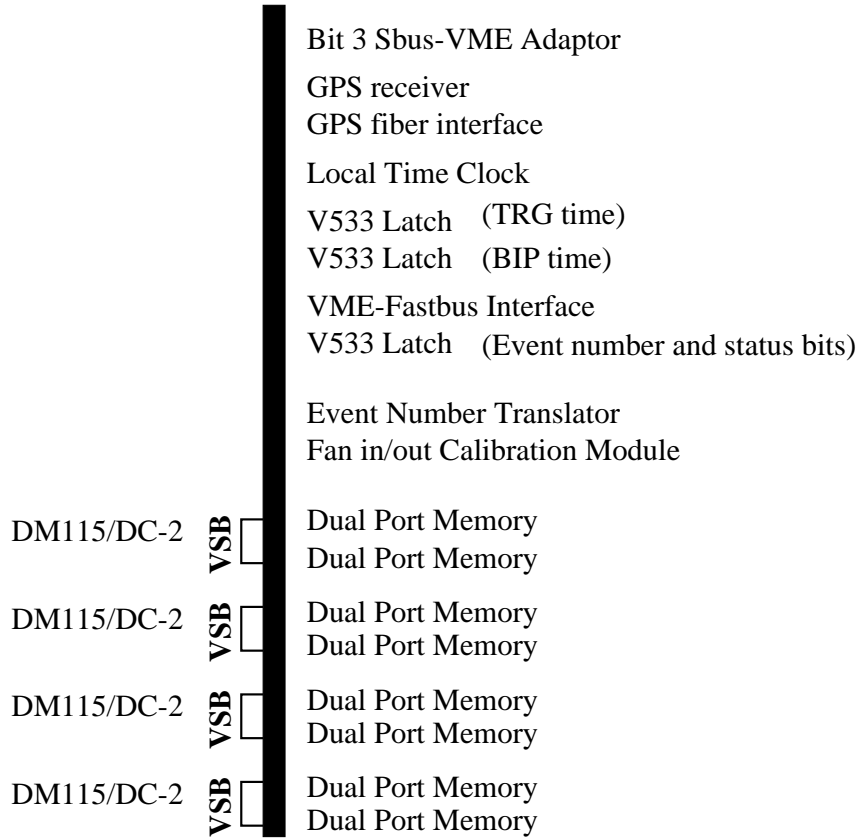 Bit 3 Sbus-VME Adaptor
GPS receiver
GPS fiber interface
Local Time Clock
V533 Latch (TRG time)
V533 Latch (BIP time)
VME-Fastbus Interface
V533 Latch (Event number and status bits)
Event Number Translator
Fan in/out Calibration Module
DM115/DC-2 VSB Dual Port Memory
Dual Port Memory
DM115/DC-2 VSB Dual Port Memory
Dual Port Memory
DM115/DC-2 VSB Dual Port Memory
Dual Port Memory
DM115/DC-2 VSB Dual Port Memory
Dual Port Memory